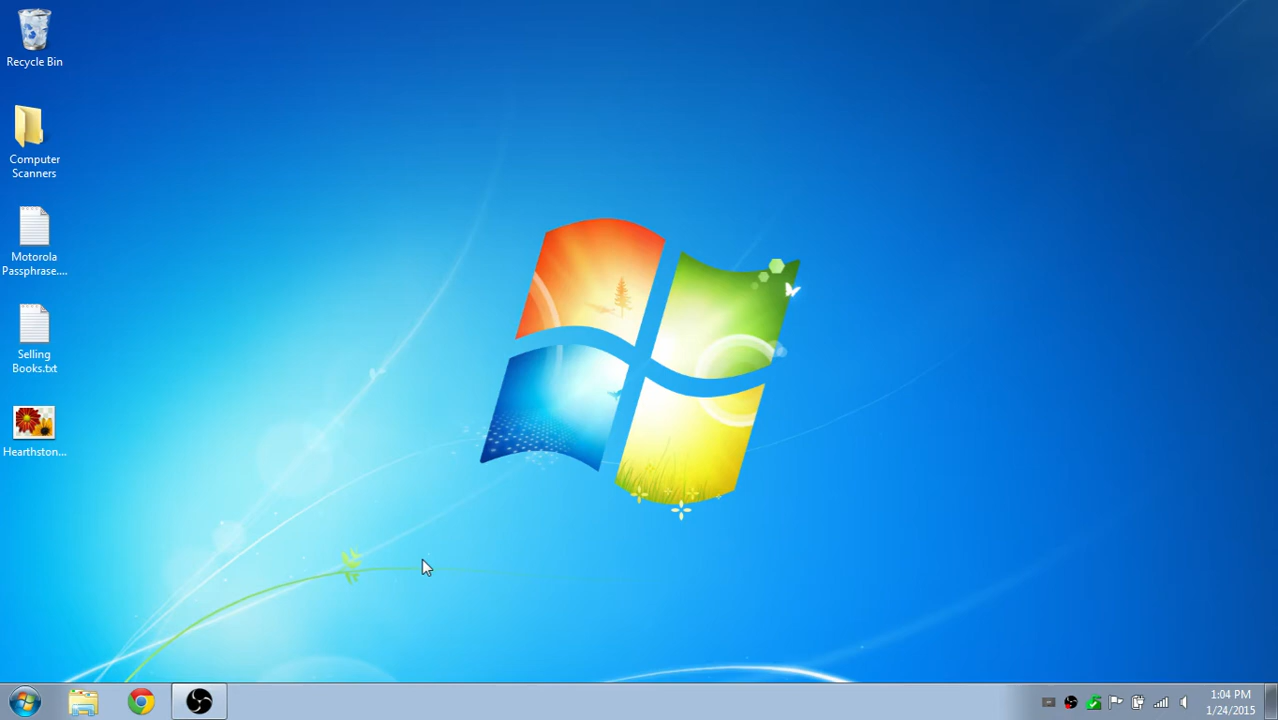 Recycle Bin
Computer
Scanners
Motorola
Passphrase....
Selling
Books.txt
Hearthston...
1:04 PM
1/24/2015